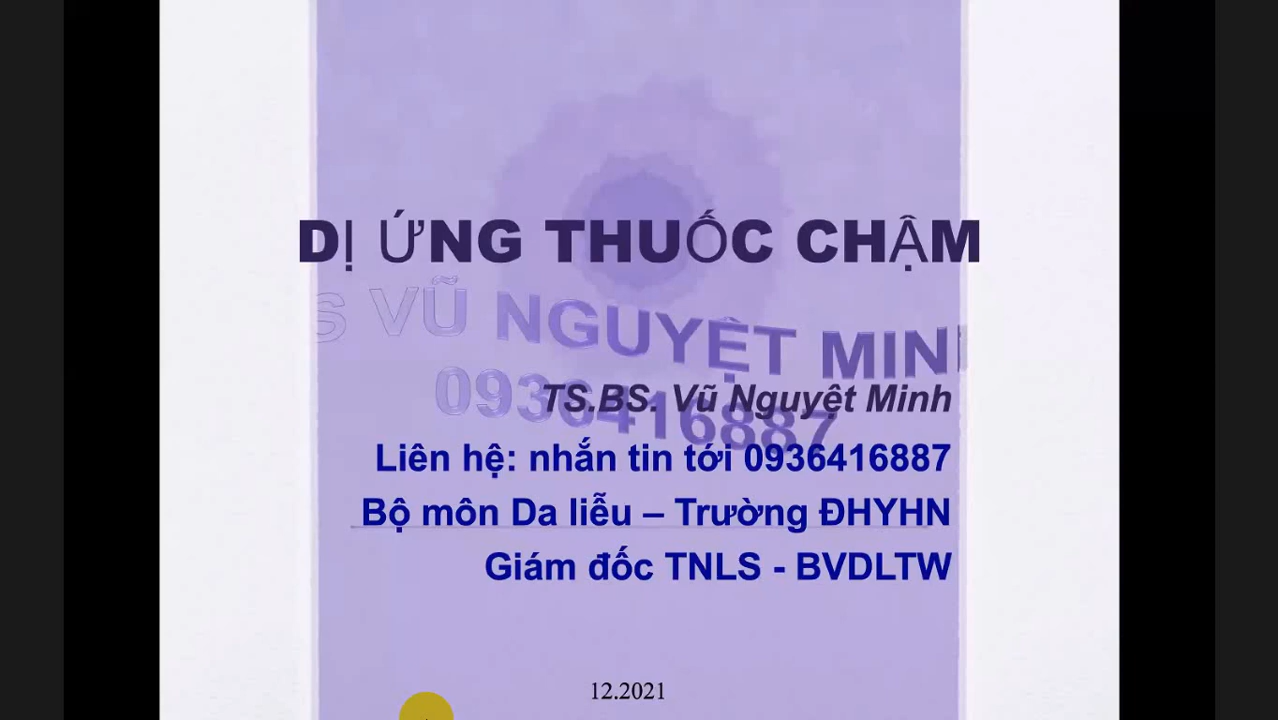 DỊ ỨNG THUỐC CHẬM
S VŨ NGUYỆT MIN
0936416887
TS.BS. Vũ Nguyệt Minh
Liên hệ: nhắn tin tới 0936416887
Bộ môn Da liễu – Trường ĐHYHN
Giám đốc TNLS - BVDLTW
12.2021